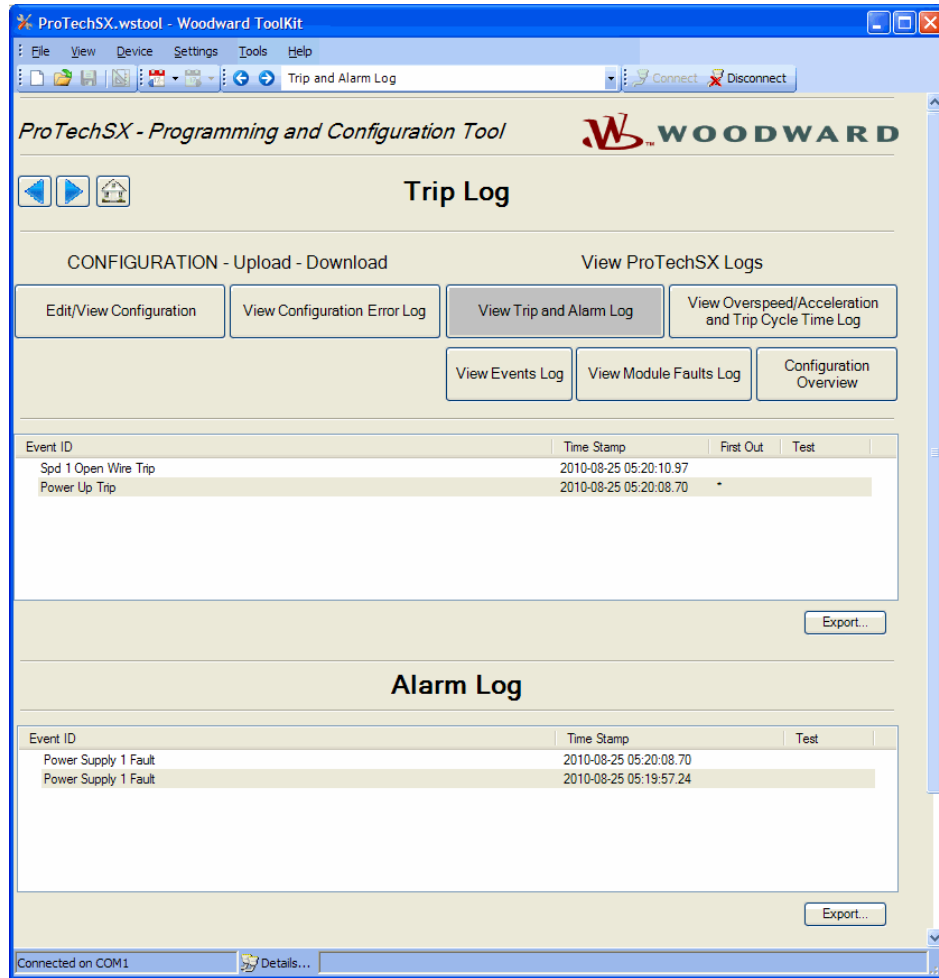 ProTechSX.wstool - Woodward ToolKit
File View Device Settings Tools Help
Trip and Alarm Log Connect Disconnect
ProTechSX - Programming and Configuration Tool
WOODWARD
Trip Log
CONFIGURATION - Upload - Download
View ProTechSX Logs
Edit/View Configuration
View Configuration Error Log
View Trip and Alarm Log
View Overspeed/Acceleration
and Trip Cycle Time Log
View Events Log
View Module Faults Log
Configuration
Overview
Event ID Time Stamp First Out Test
Spd 1 Open Wire Trip 2010-08-25 05:20:10.97
Power Up Trip 2010-08-25 05:20:08.70 *
Export...
Alarm Log
Event ID Time Stamp Test
Power Supply 1 Fault 2010-08-25 05:20:08.70
Power Supply 1 Fault 2010-08-25 05:19:57.24
Export...
Connected on COM1 Details...